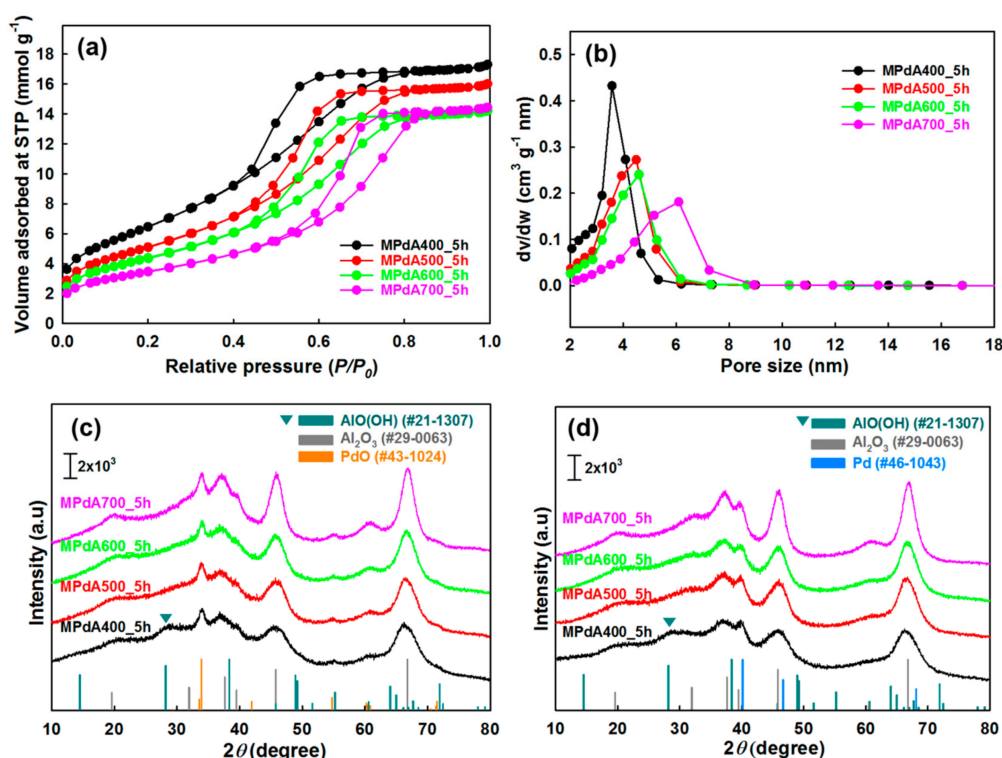 (a)
Volume adsorbed at STP (mmol g⁻¹)
18
16
14
12
10
8
6
4
2
0
MPdA400_5h
MPdA500_5h
MPdA600_5h
MPdA700_5h
0.0 0.2 0.4 0.6 0.8 1.0
Relative pressure (P/P₀)
(b)
dv/dw (cm³ g⁻¹ nm)
0.5
0.4
0.3
0.2
0.1
0.0
MPdA400_5h
MPdA500_5h
MPdA600_5h
MPdA700_5h
2 4 6 8 10 12 14 16 18
Pore size (nm)
(c)
AlO(OH) (#21-1307)
Al₂O₃ (#29-0063)
PdO (#43-1024)
2x10³
Intensity (a.u)
MPdA700_5h
MPdA600_5h
MPdA500_5h
MPdA400_5h
10 20 30 40 50 60 70 80
2θ (degree)
(d)
AlO(OH) (#21-1307)
Al₂O₃ (#29-0063)
Pd (#46-1043)
2x10³
Intensity (a.u)
MPdA700_5h
MPdA600_5h
MPdA500_5h
MPdA400_5h
10 20 30 40 50 60 70 80
2θ (degree)